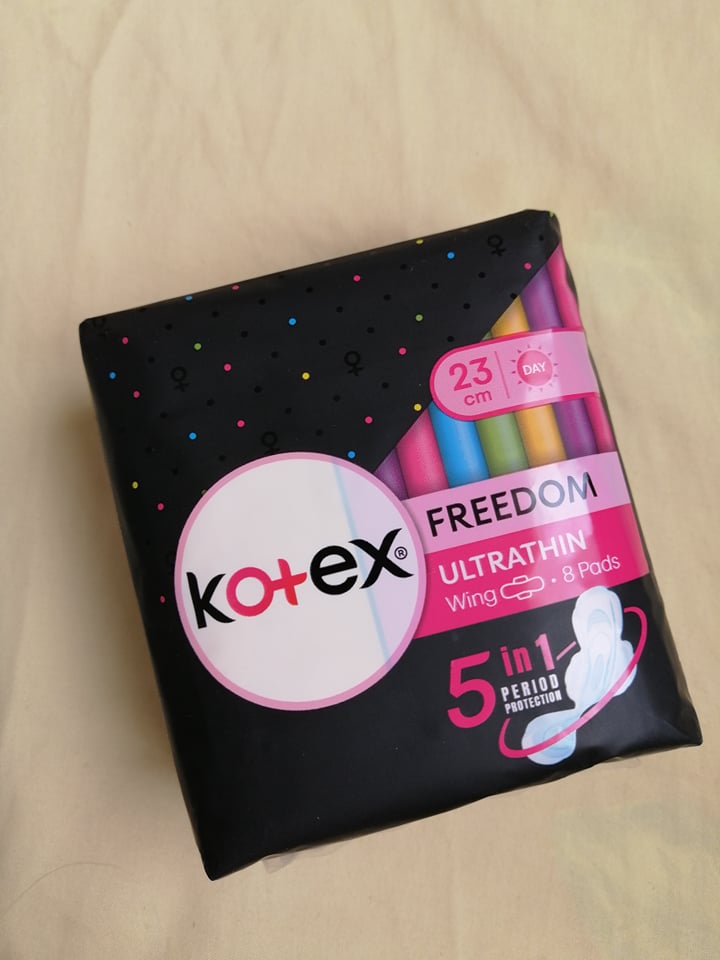 23
cm
DAY
kotex®
FREEDOM
ULTRATHIN
Wing · 8 Pads
5 in 1
PERIOD
PROTECTION